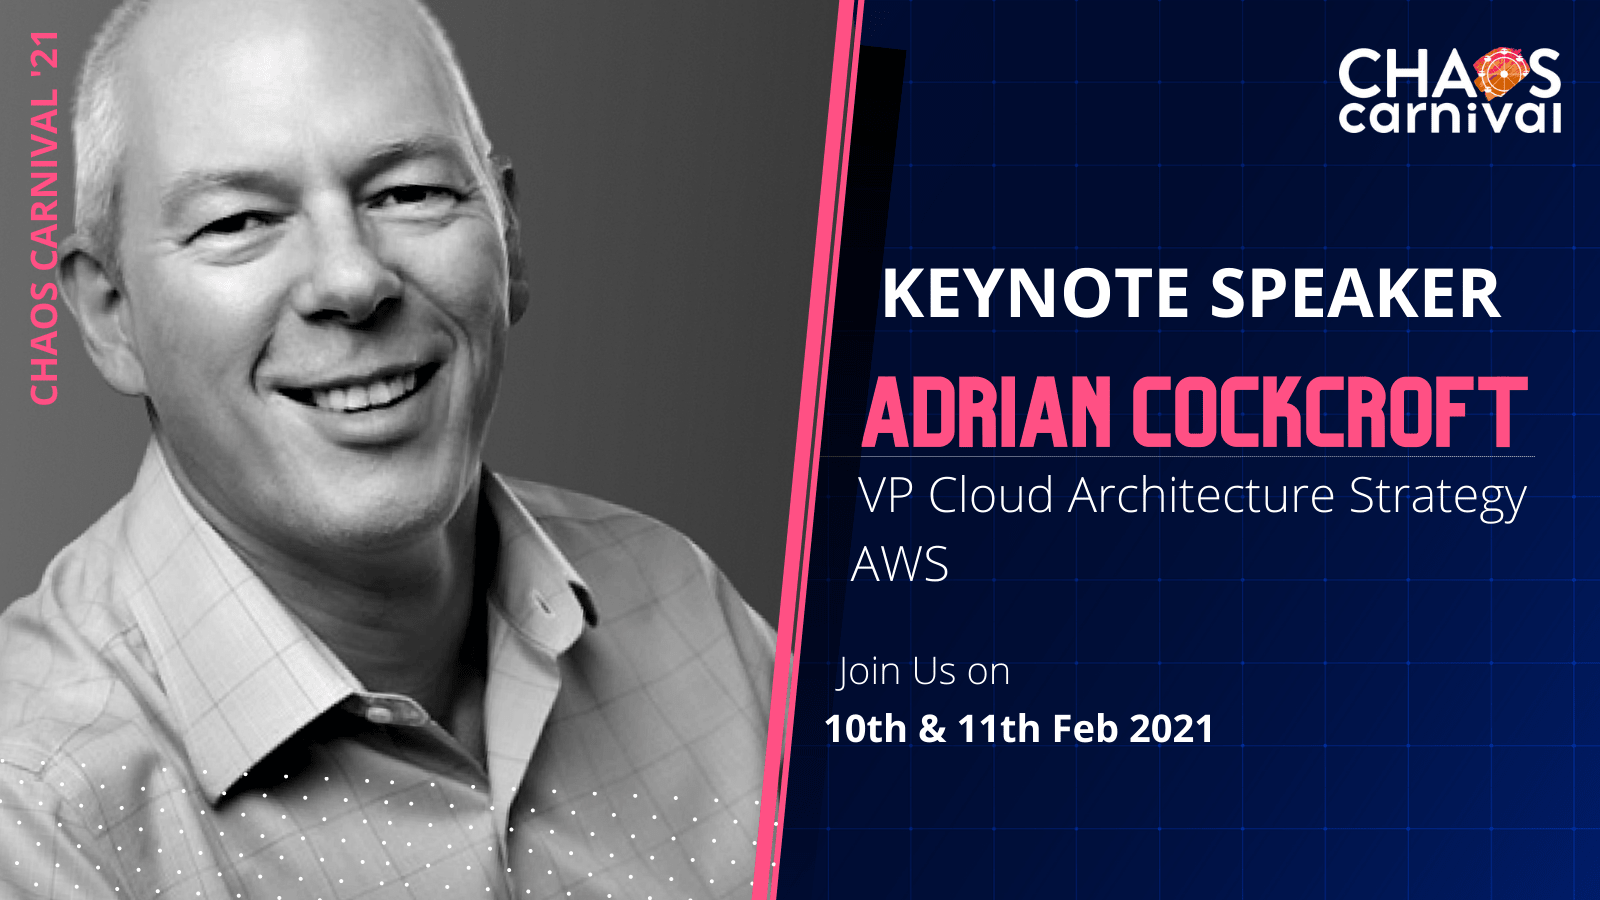 CHAOS CARNIVAL '21
CHAOS
carnival
KEYNOTE SPEAKER
ADRIAN COCKCROFT
VP Cloud Architecture Strategy
AWS
Join Us on
10th & 11th Feb 2021